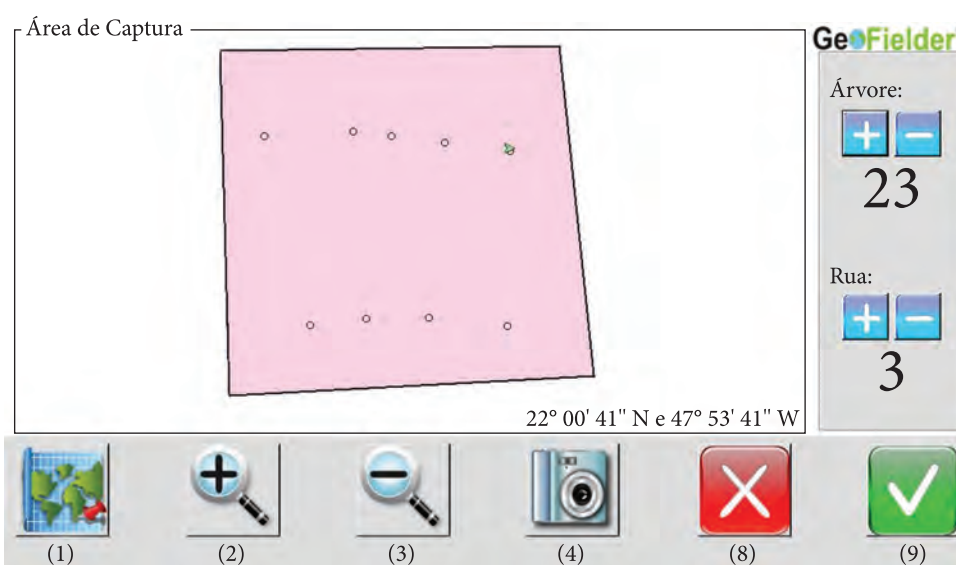 Área de Captura
GeoFielder
Árvore:
23
Rua:
3
22° 00' 41" N e 47° 53' 41" W
(1)
(2)
(3)
(4)
(8)
(9)